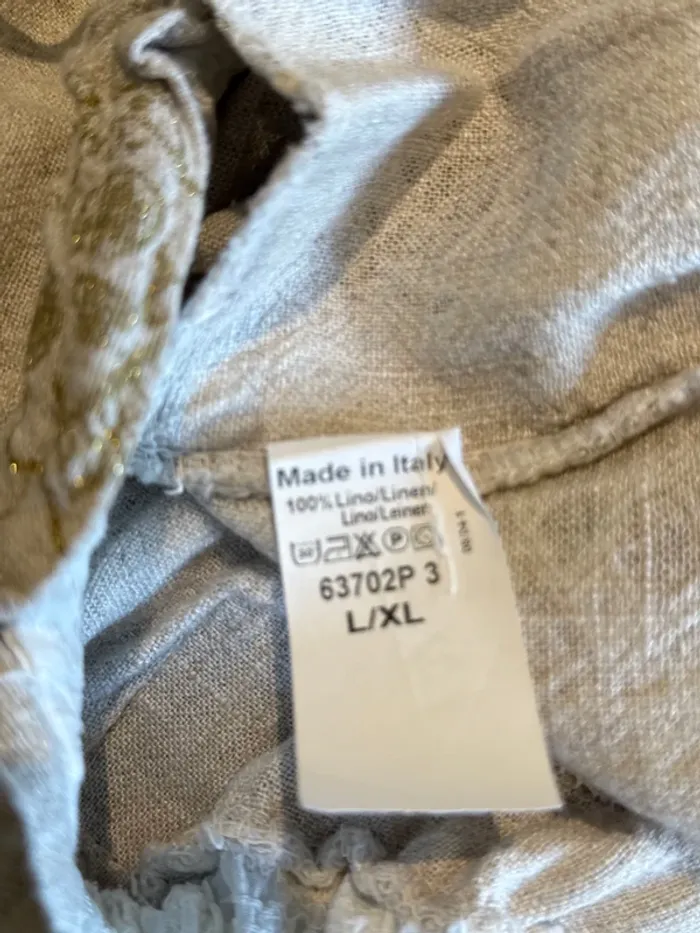 Made in Italy
100% Lino/Linen/
Lino/Leinen
P
63702P 3
L/XL